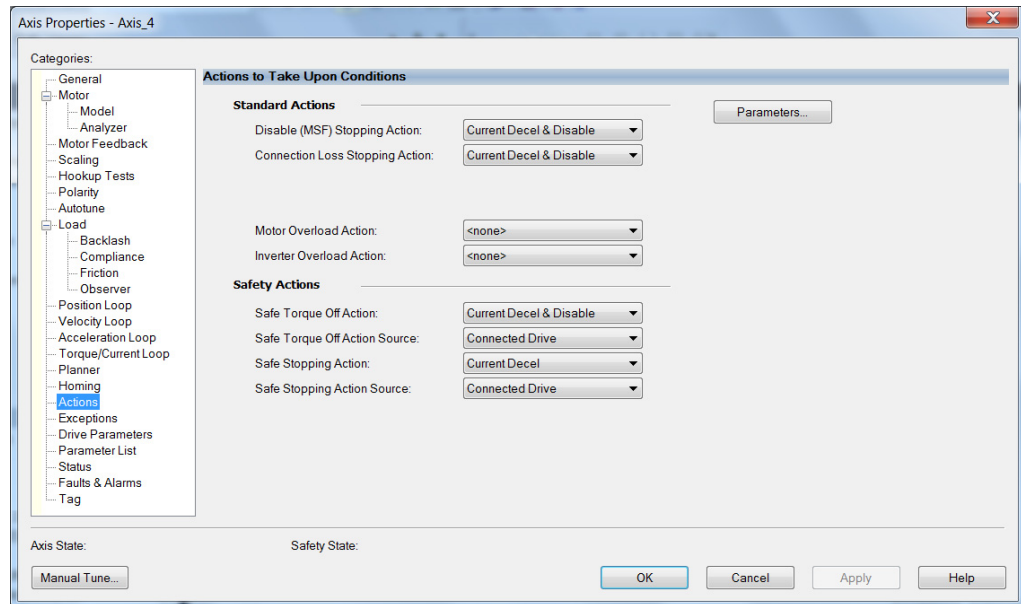 Axis Properties - Axis_4
X
Categories:
General
Motor
Model
Analyzer
Motor Feedback
Scaling
Hookup Tests
Polarity
Autotune
Load
Backlash
Compliance
Friction
Observer
Position Loop
Velocity Loop
Acceleration Loop
Torque/Current Loop
Planner
Homing
Actions
Exceptions
Drive Parameters
Parameter List
Status
Faults & Alarms
Tag
Actions to Take Upon Conditions
Standard Actions
Parameters...
Disable (MSF) Stopping Action: Current Decel & Disable
Connection Loss Stopping Action: Current Decel & Disable
Motor Overload Action: <none>
Inverter Overload Action: <none>
Safety Actions
Safe Torque Off Action: Current Decel & Disable
Safe Torque Off Action Source: Connected Drive
Safe Stopping Action: Current Decel
Safe Stopping Action Source: Connected Drive
Axis State: Safety State:
Manual Tune... OK Cancel Apply Help